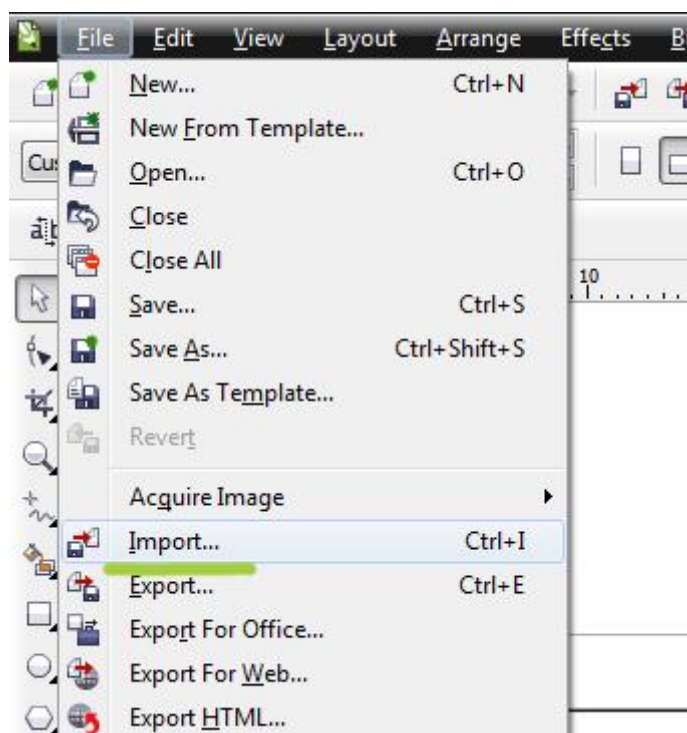 File Edit View Layout Arrange Effects B
New... Ctrl+N
New From Template...
Cu
Open... Ctrl+O
Close
Close All
10
Save... Ctrl+S
Save As... Ctrl+Shift+S
Save As Template...
Revert
Acquire Image
Import... Ctrl+I
Export... Ctrl+E
Export For Office...
Export For Web...
Export HTML...